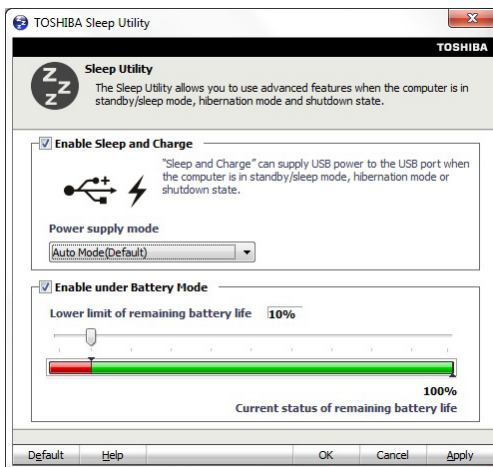 TOSHIBA Sleep Utility
TOSHIBA
Z
Z
Z
Sleep Utility
The Sleep Utility allows you to use advanced features when the computer is in
standby/sleep mode, hibernation mode and shutdown
state.
Enable Sleep and Charge
"Sleep and Charge" can supply USB power to the USB port when
the computer is in standby/sleep mode, hibernation mode or
shutdown state.
Power supply mode
Auto Mode(Default)
Enable under Battery Mode
Lower limit of remaining battery life 10%
100%
Current status of remaining battery life
Default Help OK Cancel Apply